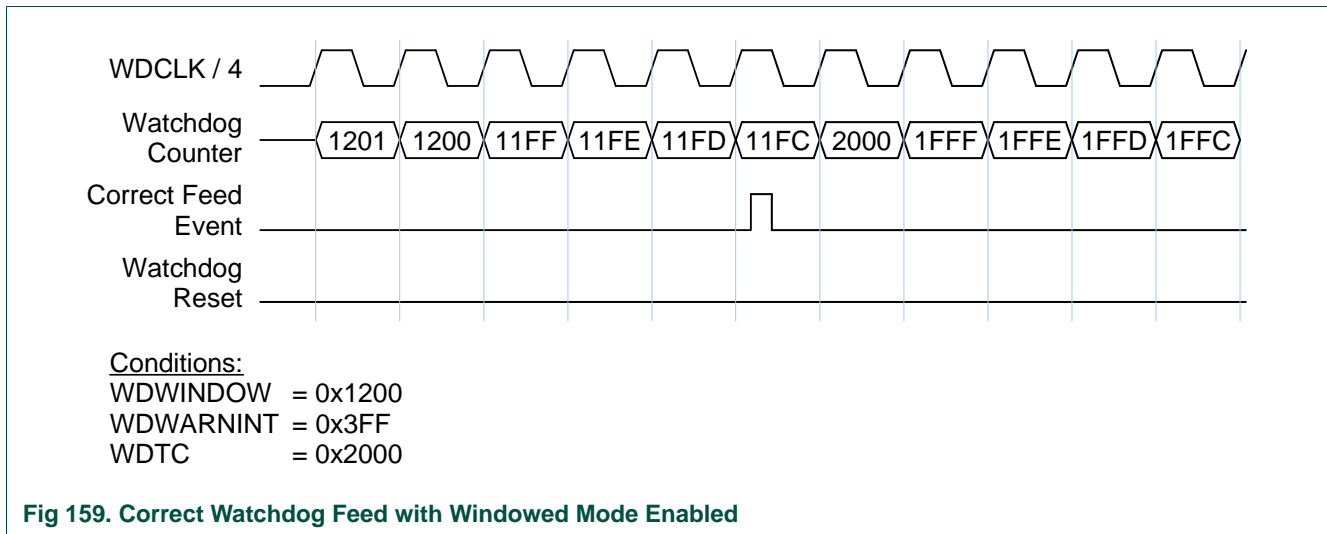 WDCLK / 4
Watchdog
Counter
1201 1200 11FF 11FE 11FD 11FC 2000 1FFF 1FFE 1FFD 1FFC
Correct Feed
Event
Watchdog
Reset
Conditions:
WDWINDOW = 0x1200
WDWARNINT = 0x3FF
WDTC = 0x2000
Fig 159. Correct Watchdog Feed with Windowed Mode Enabled